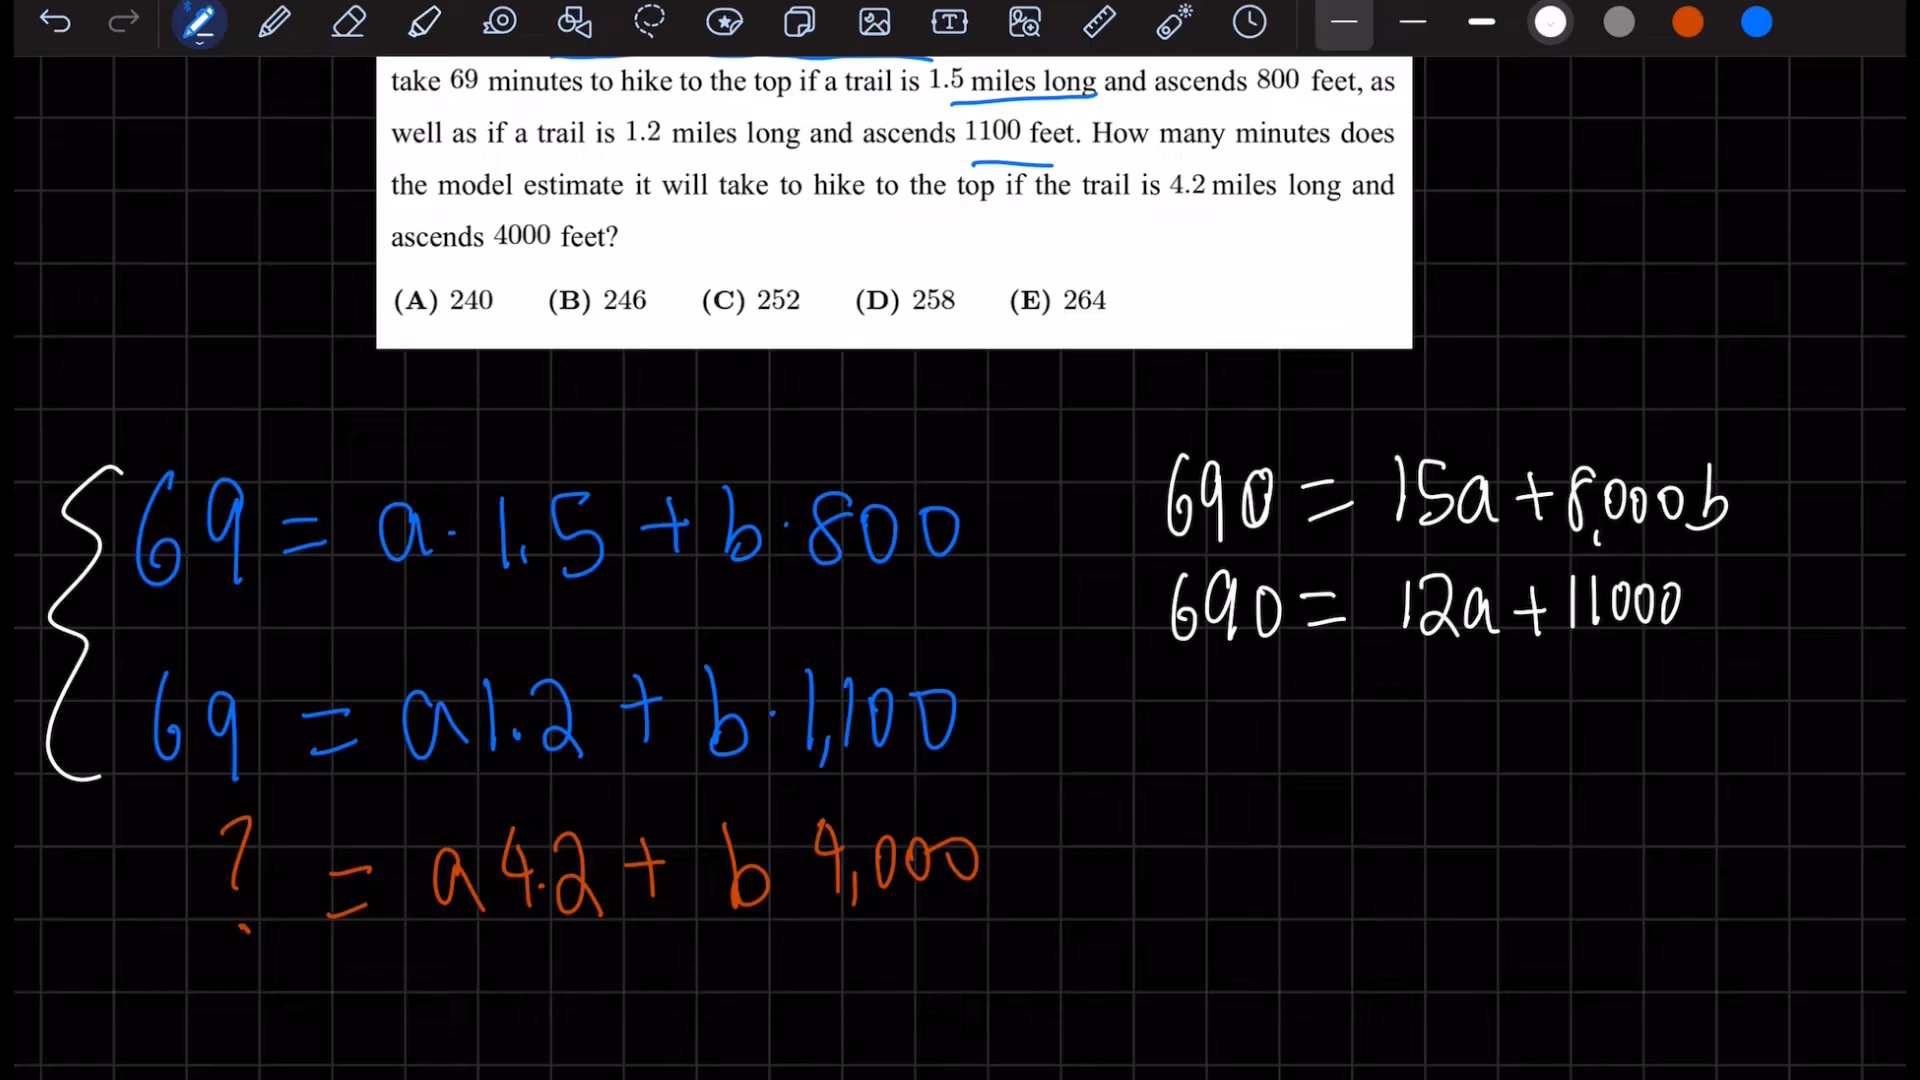 take 69 minutes to hike to the top if a trail is 1.5 miles long and ascends 800 feet, as
well as if a trail is 1.2 miles long and ascends 1100 feet. How many minutes does
the model estimate it will take to hike to the top if the trail is 4.2 miles long and
ascends 4000 feet?
(A) 240 (B) 246 (C) 252 (D) 258 (E) 264
69 = a · 1.5 + b · 800
69 = a1.2 + b · 1,100
? = a4.2 + b 4,000
690 = 15a + 8,000b
690 = 12a + 11000